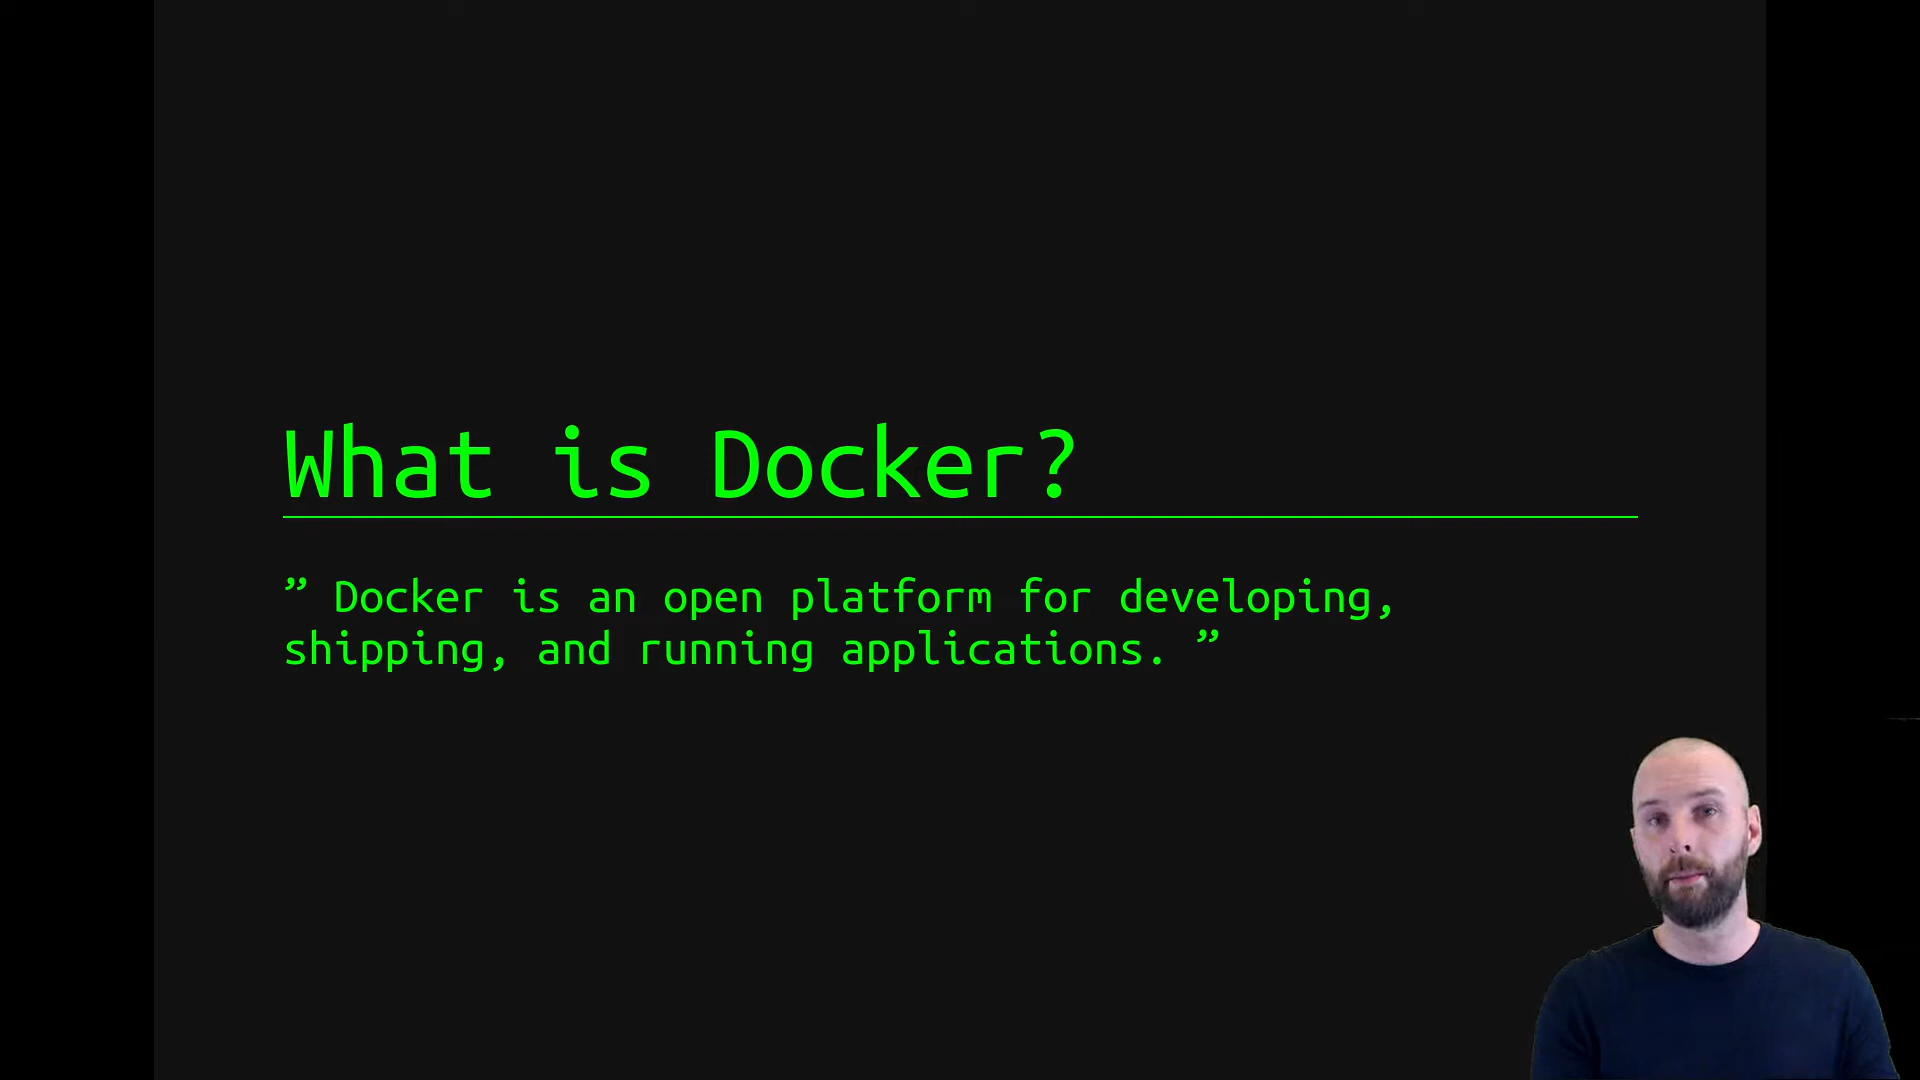 What is Docker?
” Docker is an open platform for developing,
shipping, and running applications. ”